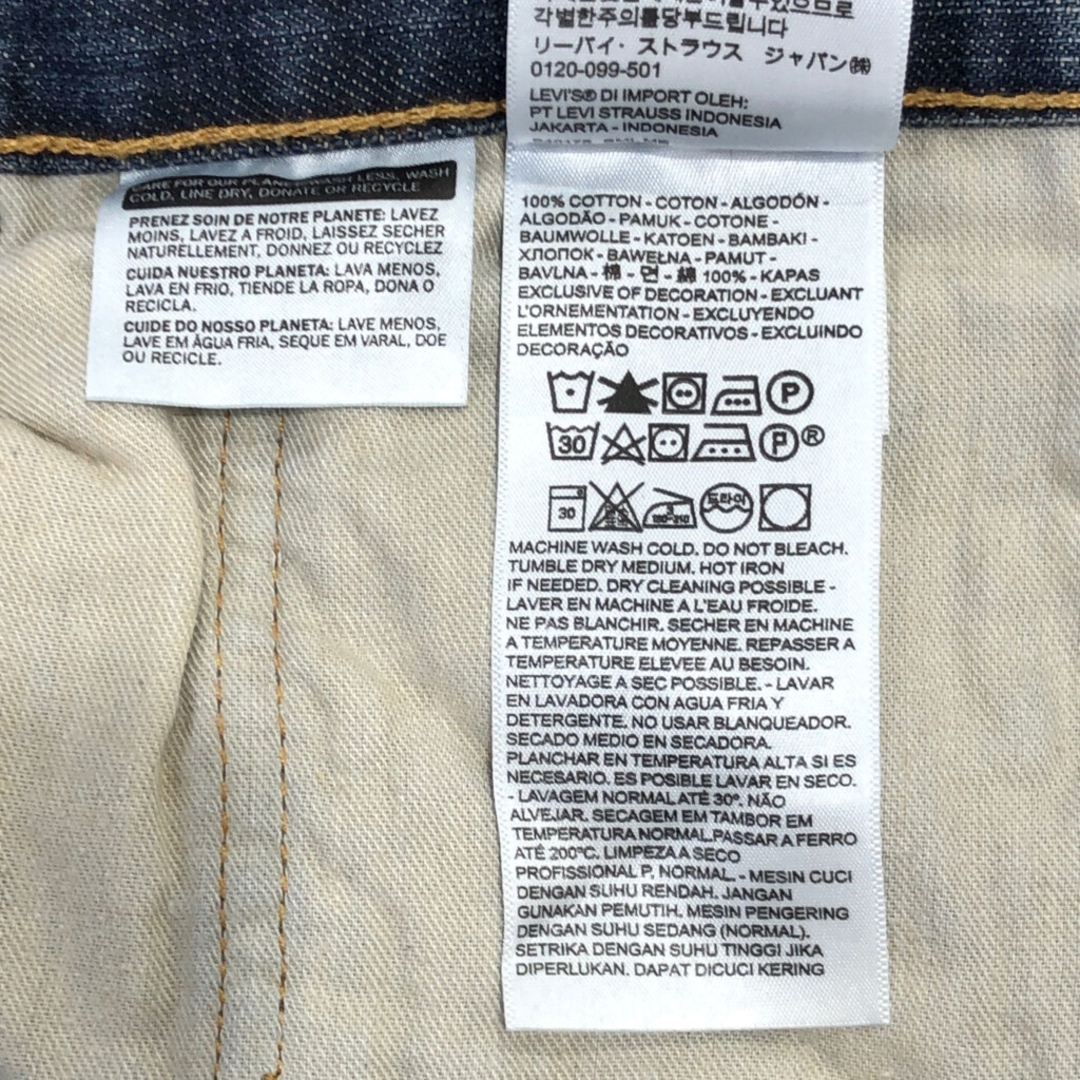 각별한주의를당부드립니다
リーバイ・ストラウス ジャパン㈱
0120-099-501
LEVI'S® DI IMPORT OLEH:
PT LEVI STRAUSS INDONESIA
JAKARTA - INDONESIA
CARE FOR OUR PLANET: WASH LESS, WASH
COLD, LINE DRY, DONATE OR RECYCLE
PRENEZ SOIN DE NOTRE PLANETE: LAVEZ
MOINS, LAVEZ A FROID, LAISSEZ SECHER
NATURELLEMENT, DONNEZ OU RECYCLEZ
CUIDA NUESTRO PLANETA: LAVA MENOS,
LAVA EN FRIO, TIENDE LA ROPA, DONA O
RECICLA.
CUIDE DO NOSSO PLANETA: LAVE MENOS,
LAVE EM ÁGUA FRIA, SEQUE EM VARAL, DOE
OU RECICLE.
100% COTTON - COTON - ALGODÓN -
ALGODÃO - PAMUK - COTONE -
BAUMWOLLE - KATOEN - BAMBAKI -
ХЛОПОК - BAWEŁNA - PAMUT -
BAVLNA - 棉 - 면 - 綿 100% - KAPAS
EXCLUSIVE OF DECORATION - EXCLUANT
L'ORNEMENTATION - EXCLUYENDO
ELEMENTOS DECORATIVOS - EXCLUINDO
DECORAÇÃO
P
30 P®
30 드라이
MACHINE WASH COLD. DO NOT BLEACH.
TUMBLE DRY MEDIUM. HOT IRON
IF NEEDED. DRY CLEANING POSSIBLE -
LAVER EN MACHINE A L'EAU FROIDE.
NE PAS BLANCHIR. SECHER EN MACHINE
A TEMPERATURE MOYENNE. REPASSER A
TEMPERATURE ELEVEE AU BESOIN.
NETTOYAGE A SEC POSSIBLE. - LAVAR
EN LAVADORA CON AGUA FRIA Y
DETERGENTE. NO USAR BLANQUEADOR.
SECADO MEDIO EN SECADORA.
PLANCHAR EN TEMPERATURA ALTA SI ES
NECESARIO. ES POSIBLE LAVAR EN SECO.
- LAVAGEM NORMAL ATÉ 30º. NÃO
ALVEJAR. SECAGEM EM TAMBOR EM
TEMPERATURA NORMAL.PASSAR A FERRO
ATÉ 200ºC. LIMPEZA A SECO
PROFISSIONAL P, NORMAL. - MESIN CUCI
DENGAN SUHU RENDAH. JANGAN
GUNAKAN PEMUTIH. MESIN PENGERING
DENGAN SUHU SEDANG (NORMAL).
SETRIKA DENGAN SUHU TINGGI JIKA
DIPERLUKAN. DAPAT DICUCI KERING